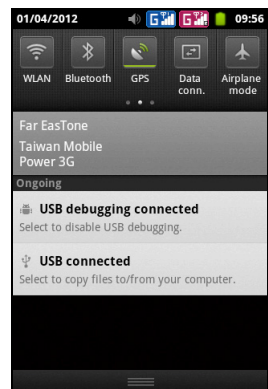 01/04/2012 G G 09:56
WLAN Bluetooth GPS Data conn. Airplane mode
Far EasTone
Taiwan Mobile
Power 3G
Ongoing
USB debugging connected
Select to disable USB debugging.
USB connected
Select to copy files to/from your computer.